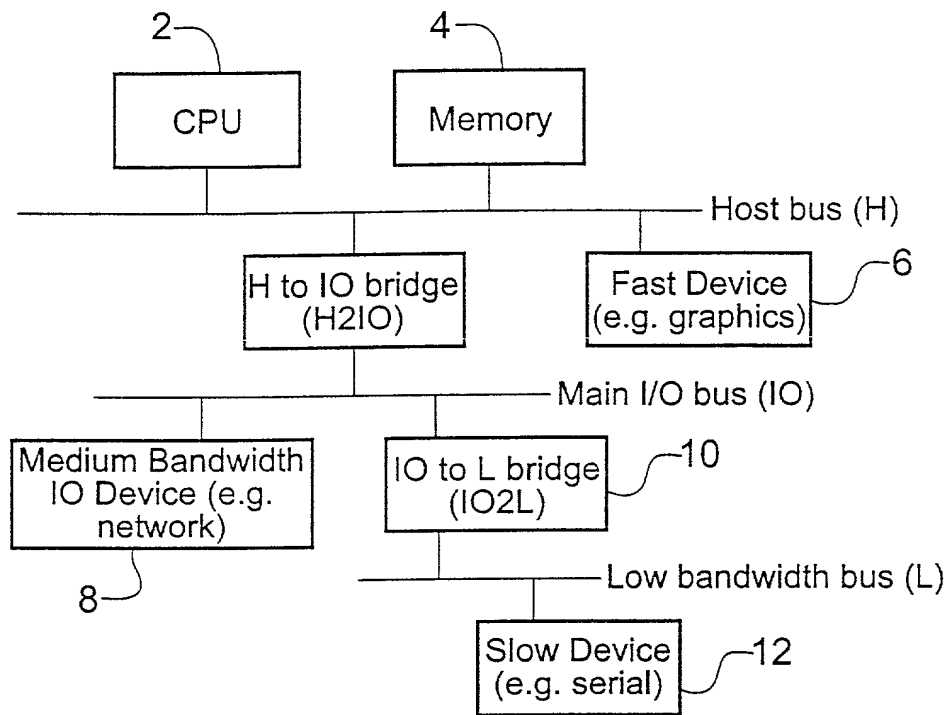 2
4
CPU
Memory
Host bus (H)
H to IO bridge
(H2IO)
Fast Device
(e.g. graphics)
6
Main I/O bus (IO)
Medium Bandwidth
IO Device (e.g.
network)
8
IO to L bridge
(IO2L)
10
Low bandwidth bus (L)
Slow Device
(e.g. serial)
12